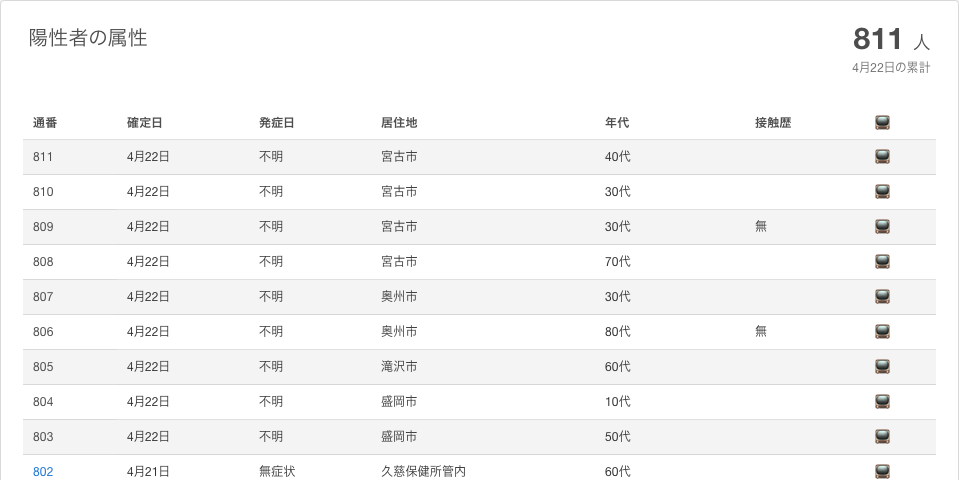 陽性者の属性
811 人
4月22日の累計
通番 確定日 発症日 居住地 年代 接触歴
811 4月22日 不明 宮古市 40代
810 4月22日 不明 宮古市 30代
809 4月22日 不明 宮古市 30代 無
808 4月22日 不明 宮古市 70代
807 4月22日 不明 奥州市 30代
806 4月22日 不明 奥州市 80代 無
805 4月22日 不明 滝沢市 60代
804 4月22日 不明 盛岡市 10代
803 4月22日 不明 盛岡市 50代
802 4月21日 無症状 久慈保健所管内 60代